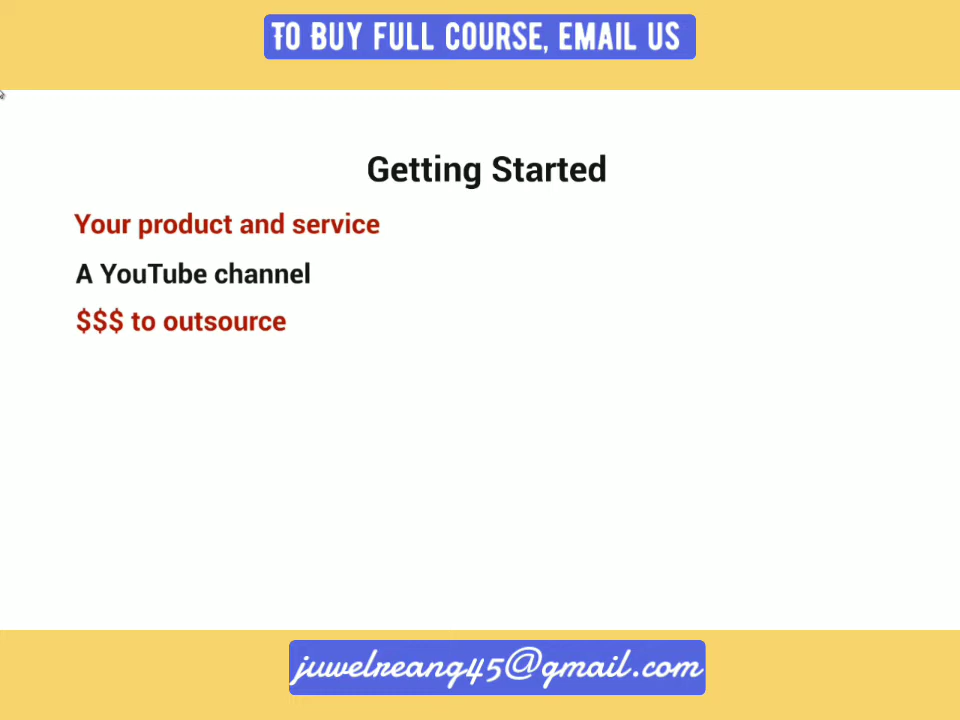 TO BUY FULL COURSE, EMAIL US
Getting Started
Your product and service
A YouTube channel
$$$ to outsource
juwelreang45@gmail.com